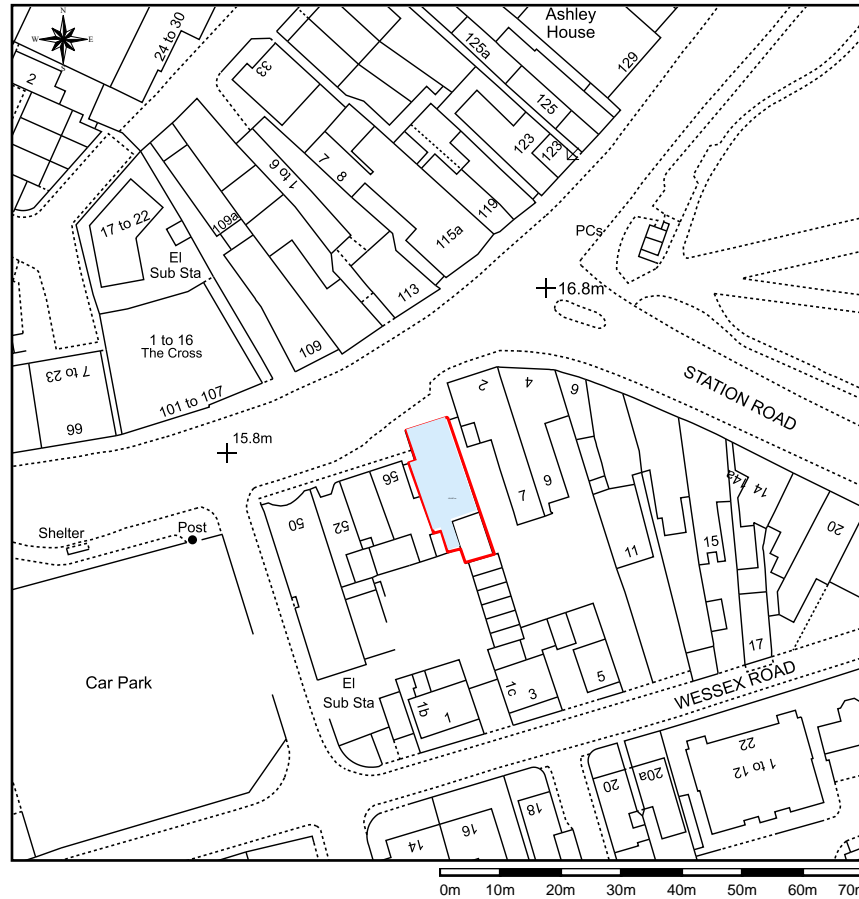 Ashley
House
24 to 30
125a
129
N
W
E
S
2
33
125
123
123
7
8
1 to 6
119
115a
109a
17 to 22
El
Sub Sta
PCs
16.8m
113
1 to 16
The Cross
109
7 to 23
101 to 107
99
STATION ROAD
2
4
6
15.8m
56
52
50
7
9
14a
14
20
Shelter
Post
11
15
17
Car Park
El
Sub Sta
1b
1
1c
3
5
WESSEX ROAD
22
1 to 12
20
20a
18
16
14
0m 10m 20m 30m 40m 50m 60m